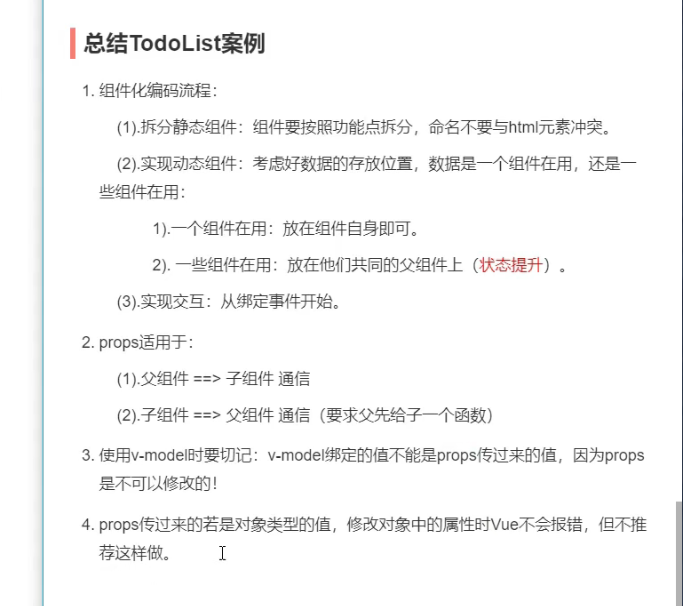 总结TodoList案例
1. 组件化编码流程：
(1).拆分静态组件：组件要按照功能点拆分，命名不要与html元素冲突。
(2).实现动态组件：考虑好数据的存放位置，数据是一个组件在用，还是一
些组件在用：
1).一个组件在用：放在组件自身即可。
2). 一些组件在用：放在他们共同的父组件上（状态提升）。
(3).实现交互：从绑定事件开始。
2. props适用于：
(1).父组件 ==> 子组件 通信
(2).子组件 ==> 父组件 通信（要求父先给子一个函数）
3. 使用v-model时要切记：v-model绑定的值不能是props传过来的值，因为props
是不可以修改的！
4. props传过来的若是对象类型的值，修改对象中的属性时Vue不会报错，但不推
荐这样做。